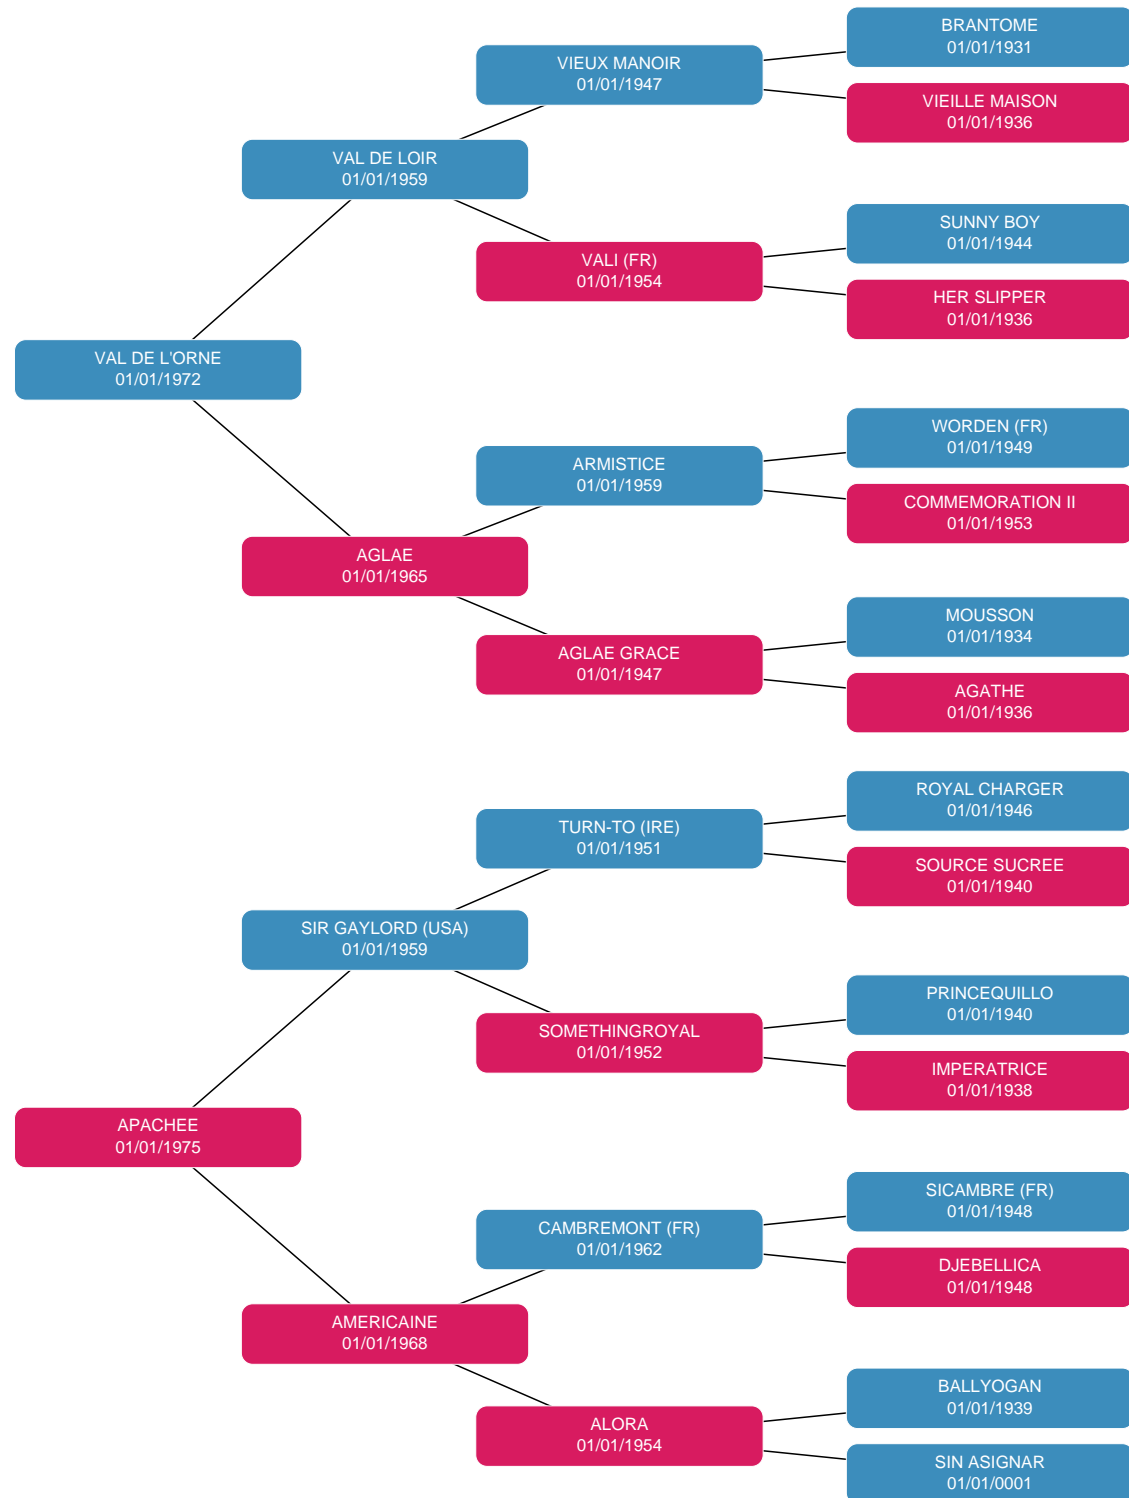 BRANTOME
01/01/1931
VIEUX MANOIR
01/01/1947
VIEILLE MAISON
01/01/1936
VAL DE LOIR
01/01/1959
SUNNY BOY
01/01/1944
VALI (FR)
01/01/1954
HER SLIPPER
01/01/1936
VAL DE L'ORNE
01/01/1972
WORDEN (FR)
01/01/1949
ARMISTICE
01/01/1959
COMMEMORATION II
01/01/1953
AGLAE
01/01/1965
MOUSSON
01/01/1934
AGLAE GRACE
01/01/1947
AGATHE
01/01/1936
ROYAL CHARGER
01/01/1946
TURN-TO (IRE)
01/01/1951
SOURCE SUCREE
01/01/1940
SIR GAYLORD (USA)
01/01/1959
PRINCEQUILLO
01/01/1940
SOMETHINGROYAL
01/01/1952
IMPERATRICE
01/01/1938
APACHEE
01/01/1975
SICAMBRE (FR)
01/01/1948
CAMBREMONT (FR)
01/01/1962
DJEBELLICA
01/01/1948
AMERICAINE
01/01/1968
BALLYOGAN
01/01/1939
ALORA
01/01/1954
SIN ASIGNAR
01/01/0001